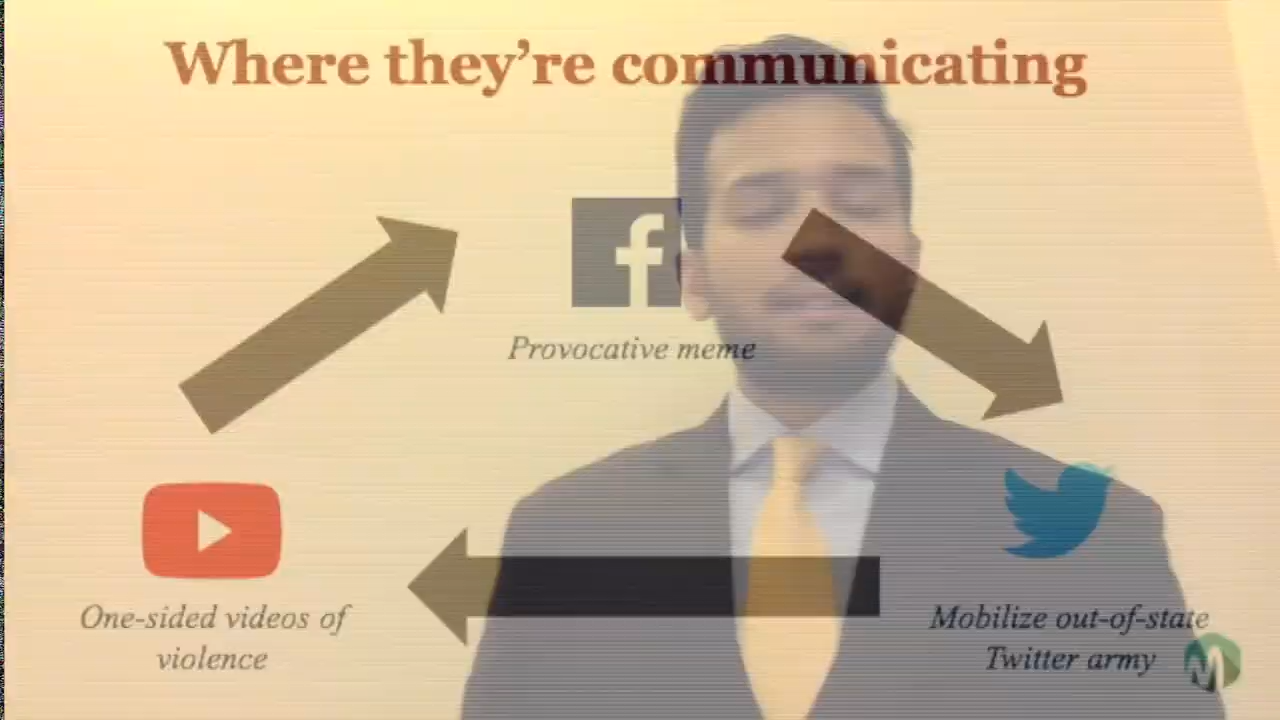 Where they're communicating
Provocative meme
One-sided videos of
violence
Mobilize out-of-state
Twitter army